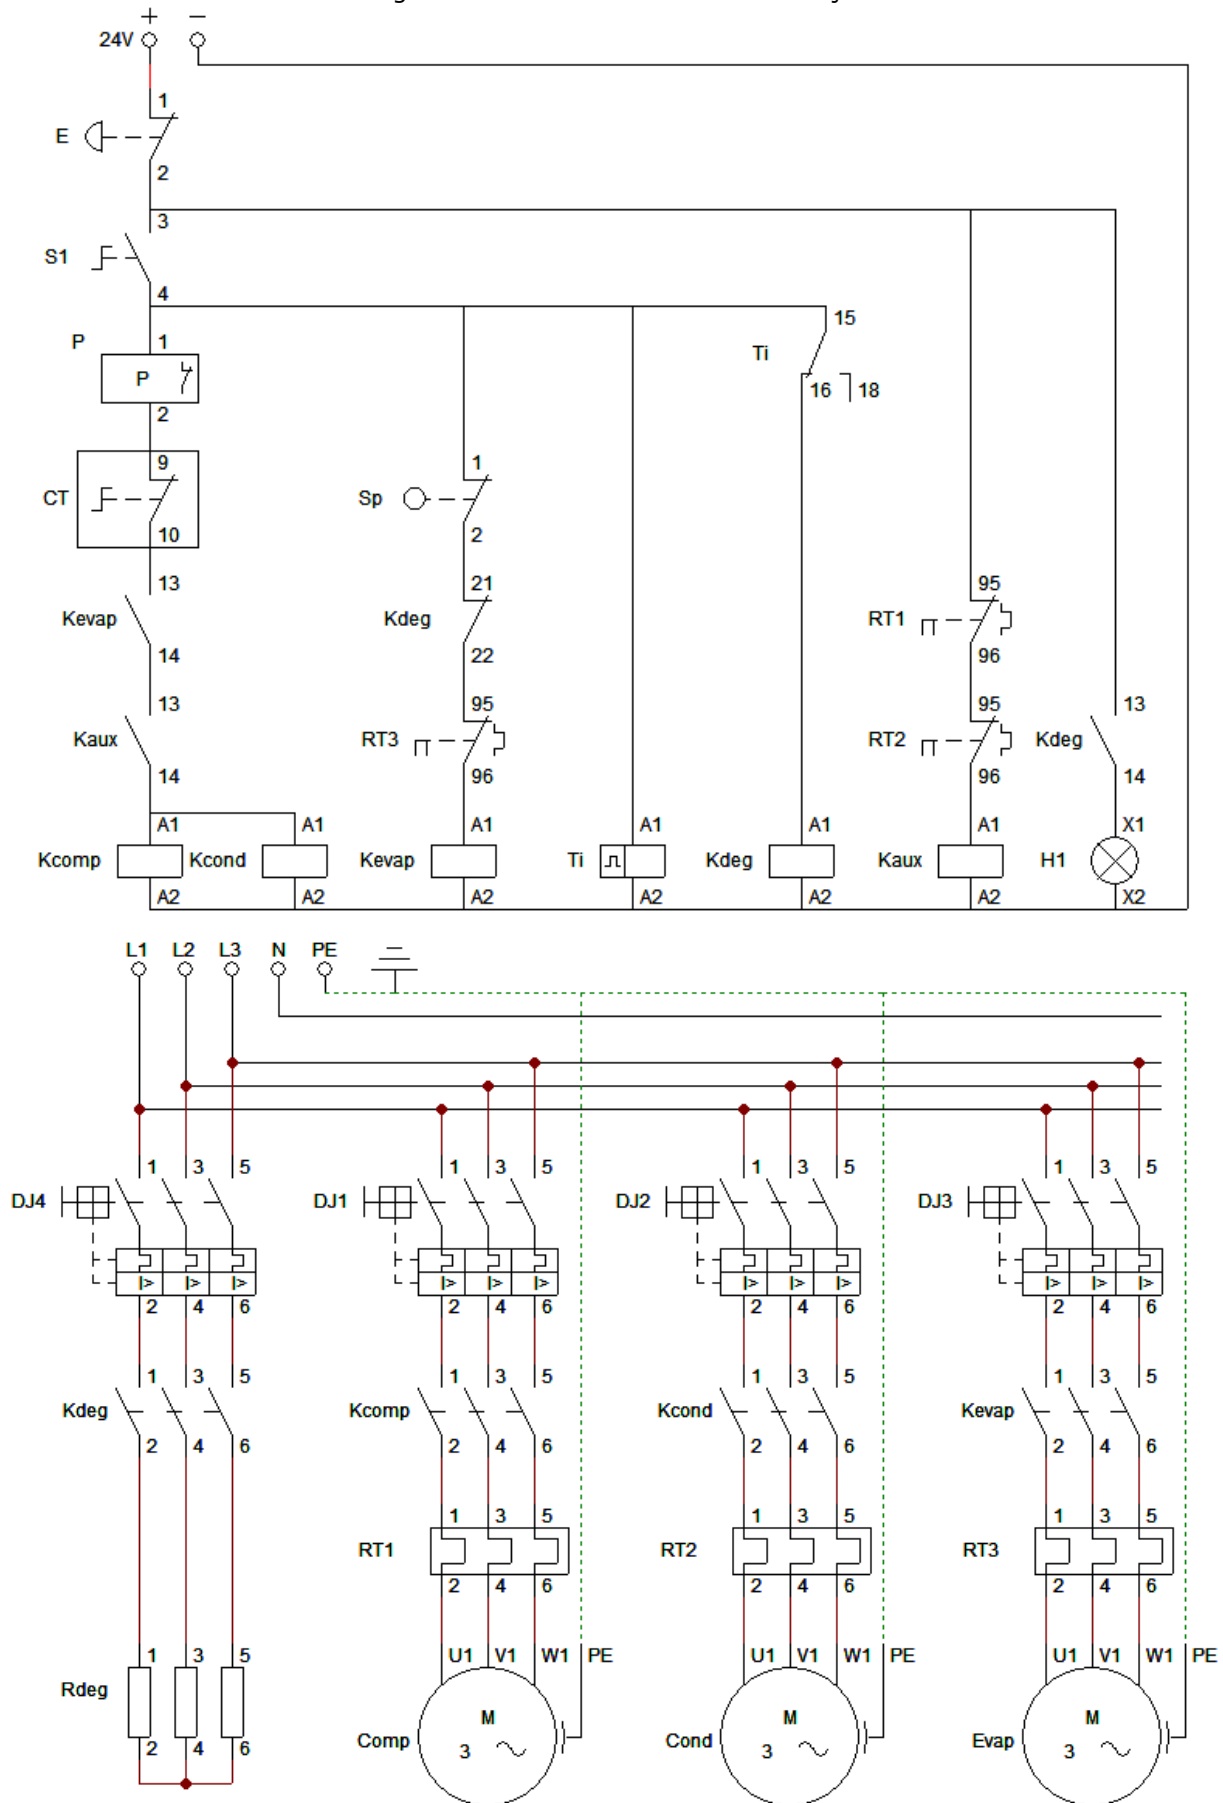 + −
24V
1
E
2
3
S1
4
15
P 1
Ti
P
16 18
2
9 1
CT Sp
10 2
13 21 95
Kevap Kdeg RT1
14 22 96
13 95 95 13
Kaux RT3 RT2 Kdeg
14 96 96 14
A1 A1 A1 A1 A1 A1 X1
Kcomp Kcond Kevap Ti Kdeg Kaux H1
A2 A2 A2 A2 A2 A2 X2
L1 L2 L3 N PE
1 3 5 1 3 5 1 3 5 1 3 5
DJ4 DJ1 DJ2 DJ3
I> I> I> I> I> I> I> I> I> I> I> I>
2 4 6 2 4 6 2 4 6 2 4 6
1 3 5 1 3 5 1 3 5 1 3 5
Kdeg Kcomp Kcond Kevap
2 4 6 2 4 6 2 4 6 2 4 6
1 3 5 1 3 5 1 3 5
RT1 RT2 RT3
2 4 6 2 4 6 2 4 6
1 3 5 U1 V1 W1 PE U1 V1 W1 PE U1 V1 W1 PE
Rdeg
M M M
Comp Cond Evap
2 4 6 3 3 3